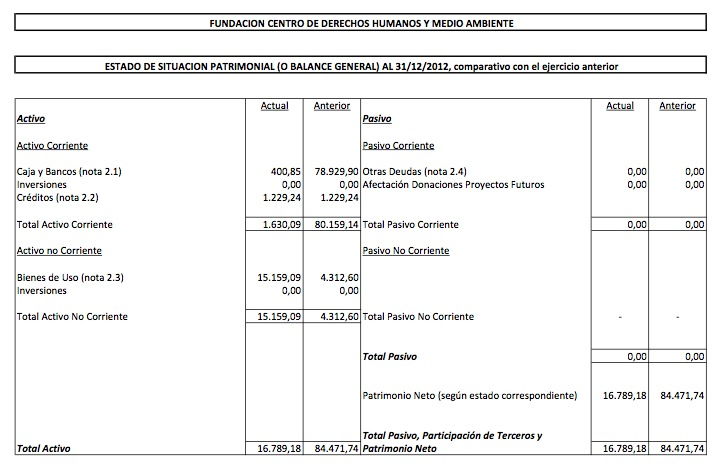 FUNDACION CENTRO DE DERECHOS HUMANOS Y MEDIO AMBIENTE
ESTADO DE SITUACION PATRIMONIAL (O BALANCE GENERAL) AL 31/12/2012, comparativo con el ejercicio anterior
Actual Anterior Actual Anterior
Activo Pasivo
Activo Corriente Pasivo Corriente
Caja y Bancos (nota 2.1) 400,85 78.929,90 Otras Deudas (nota 2.4) 0,00 0,00
Inversiones 0,00 0,00 Afectación Donaciones Proyectos Futuros 0,00 0,00
Créditos (nota 2.2) 1.229,24 1.229,24
Total Activo Corriente 1.630,09 80.159,14 Total Pasivo Corriente 0,00 0,00
Activo no Corriente Pasivo No Corriente
Bienes de Uso (nota 2.3) 15.159,09 4.312,60
Inversiones 0,00 0,00
Total Activo No Corriente 15.159,09 4.312,60 Total Pasivo No Corriente - -
Total Pasivo 0,00 0,00
Patrimonio Neto (según estado correspondiente) 16.789,18 84.471,74
Total Pasivo, Participación de Terceros y
Total Activo 16.789,18 84.471,74 Patrimonio Neto 16.789,18 84.471,74